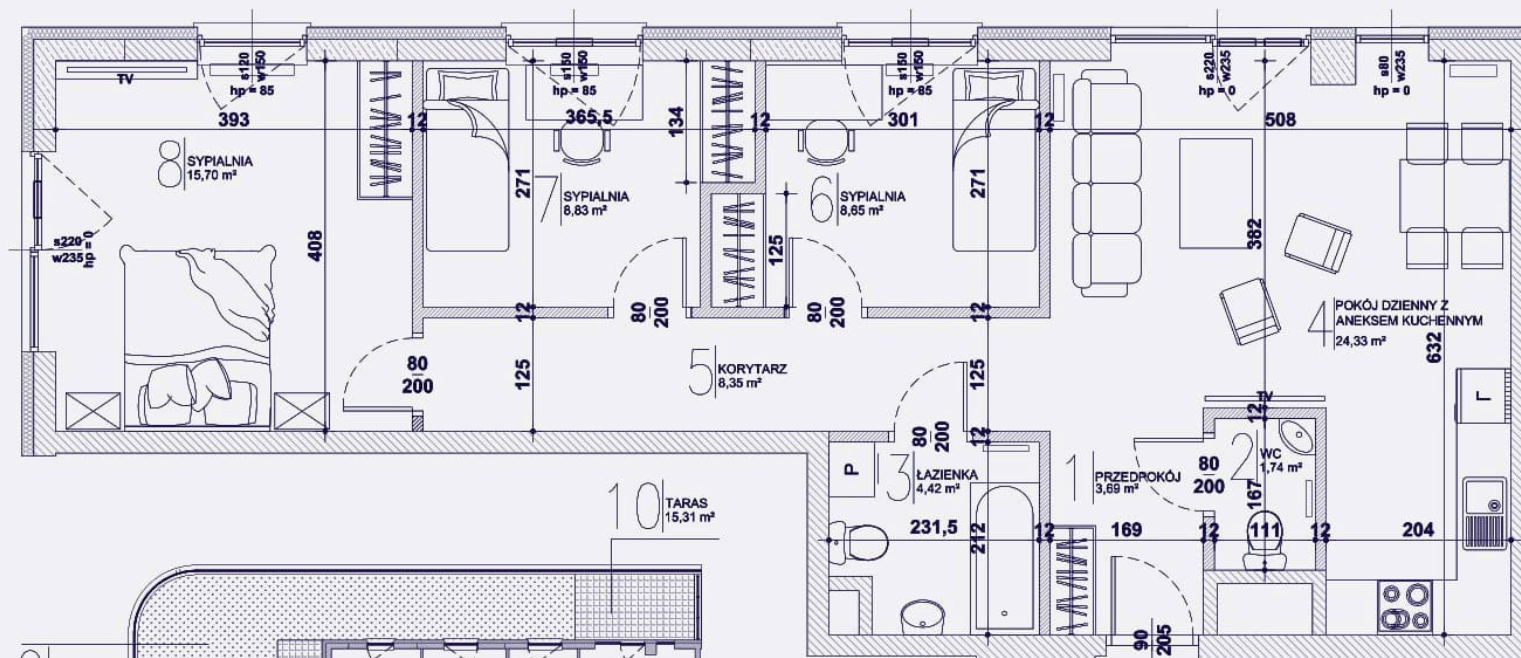 TV
s120
w150
hp = 85
s150
w150
hp = 85
s150
w150
hp = 85
s220
w235
hp = 0
s80
w235
hp = 0
393
12
365,5
134
12
301
12
508
8 SYPIALNIA
15,70 m²
7 SYPIALNIA
8,83 m²
6 SYPIALNIA
8,65 m²
271
271
382
408
s220
w235
hp = 0
125
80
200
80
200
12
12
4 POKÓJ DZIENNY Z
ANEKSEM KUCHENNYM
24,33 m²
632
80
200
125
5 KORYTARZ
8,35 m²
125
TV
12
80
200
12
P
3 ŁAZIENKA
4,42 m²
1 PRZEDPOKÓJ
3,69 m²
80
200
2 WC
1,74 m²
167
10 TARAS
15,31 m²
231,5
212
12
169
12
111
12
204
90
205